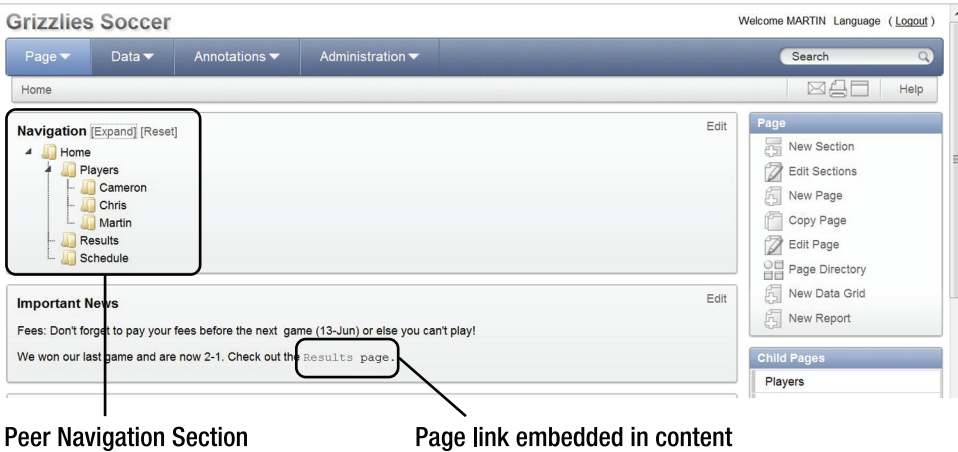 Grizzlies Soccer
Welcome MARTIN Language ( Logout )
Page Data Annotations Administration
Search
Home
Help
Navigation [Expand] [Reset]
Edit
Home
Players
Cameron
Chris
Martin
Results
Schedule
Important News
Edit
Fees: Don't forget to pay your fees before the next game (13-Jun) or else you can't play!
We won our last game and are now 2-1. Check out the Results page.
Page
New Section
Edit Sections
New Page
Copy Page
Edit Page
Page Directory
New Data Grid
New Report
Child Pages
Players
Peer Navigation Section
Page link embedded in content